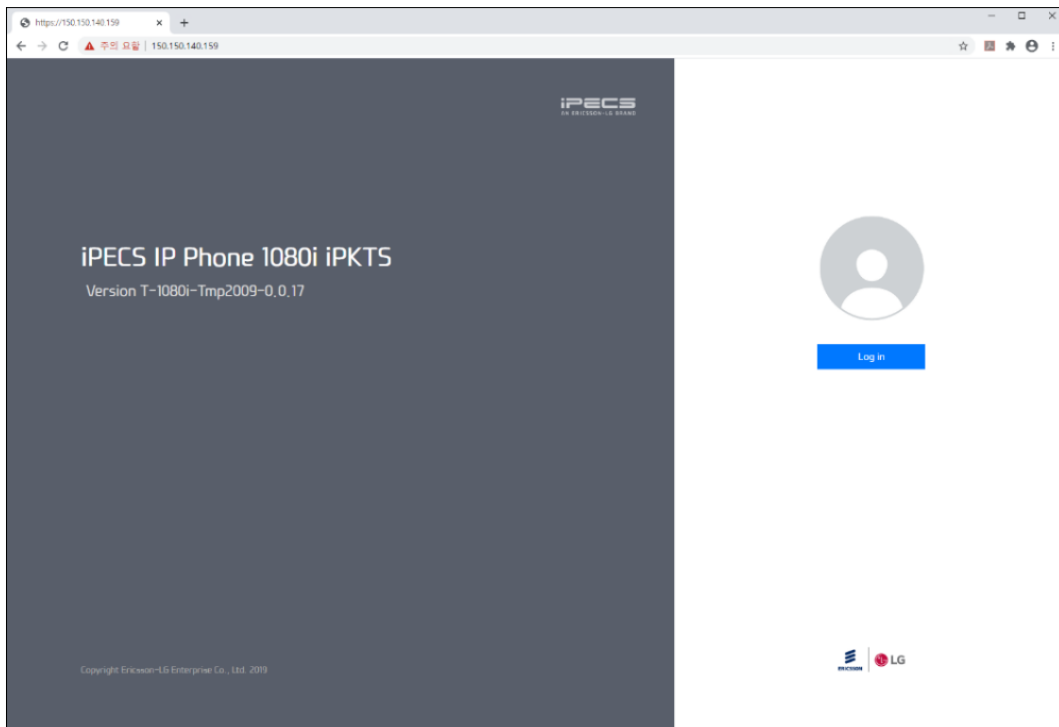 https://150.150.140.159
주의 요함 | 150.150.140.159
iPECS
AN ERICSSON-LG BRAND
iPECS IP Phone 1080i iPKTS
Version T-1080i-Tmp2009-0.0.17
Log in
Copyright Ericsson-LG Enterprise Co., Ltd. 2019
ERICSSON
LG